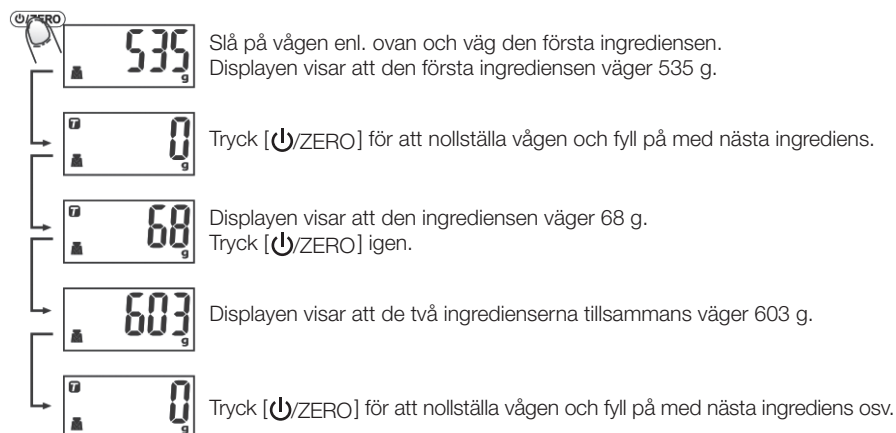 ⏻/ZERO
535 g
Slå på vågen enl. ovan och väg den första ingrediensen.
Displayen visar att den första ingrediensen väger 535 g.
T
0 g
Tryck [⏻/ZERO] för att nollställa vågen och fyll på med nästa ingrediens.
T
68 g
Displayen visar att den ingrediensen väger 68 g.
Tryck [⏻/ZERO] igen.
603 g
Displayen visar att de två ingredienserna tillsammans väger 603 g.
T
0 g
Tryck [⏻/ZERO] för att nollställa vågen och fyll på med nästa ingrediens osv.